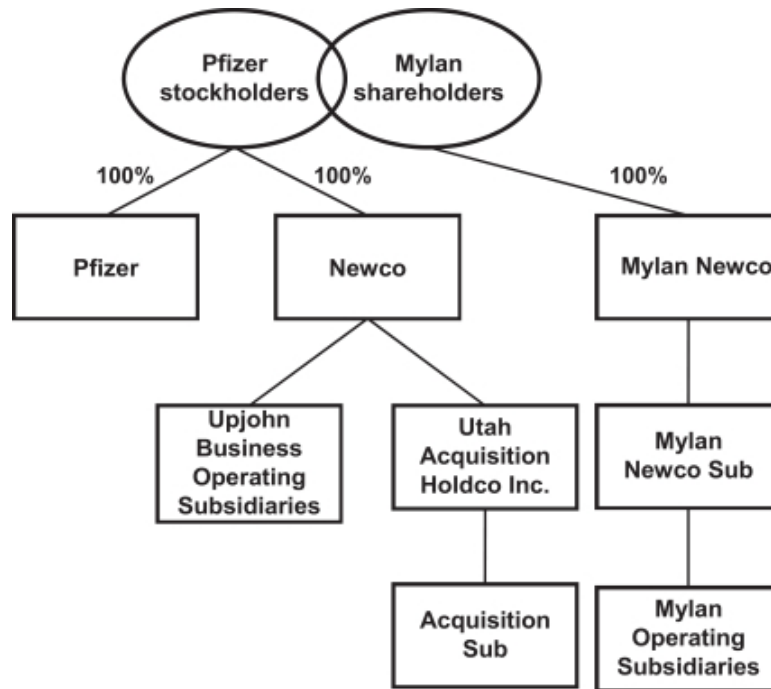 Pfizer
stockholders
Mylan
shareholders
100%
100%
100%
Pfizer
Newco
Mylan Newco
Upjohn
Business
Operating
Subsidiaries
Utah
Acquisition
Holdco Inc.
Mylan
Newco Sub
Acquisition
Sub
Mylan
Operating
Subsidiaries